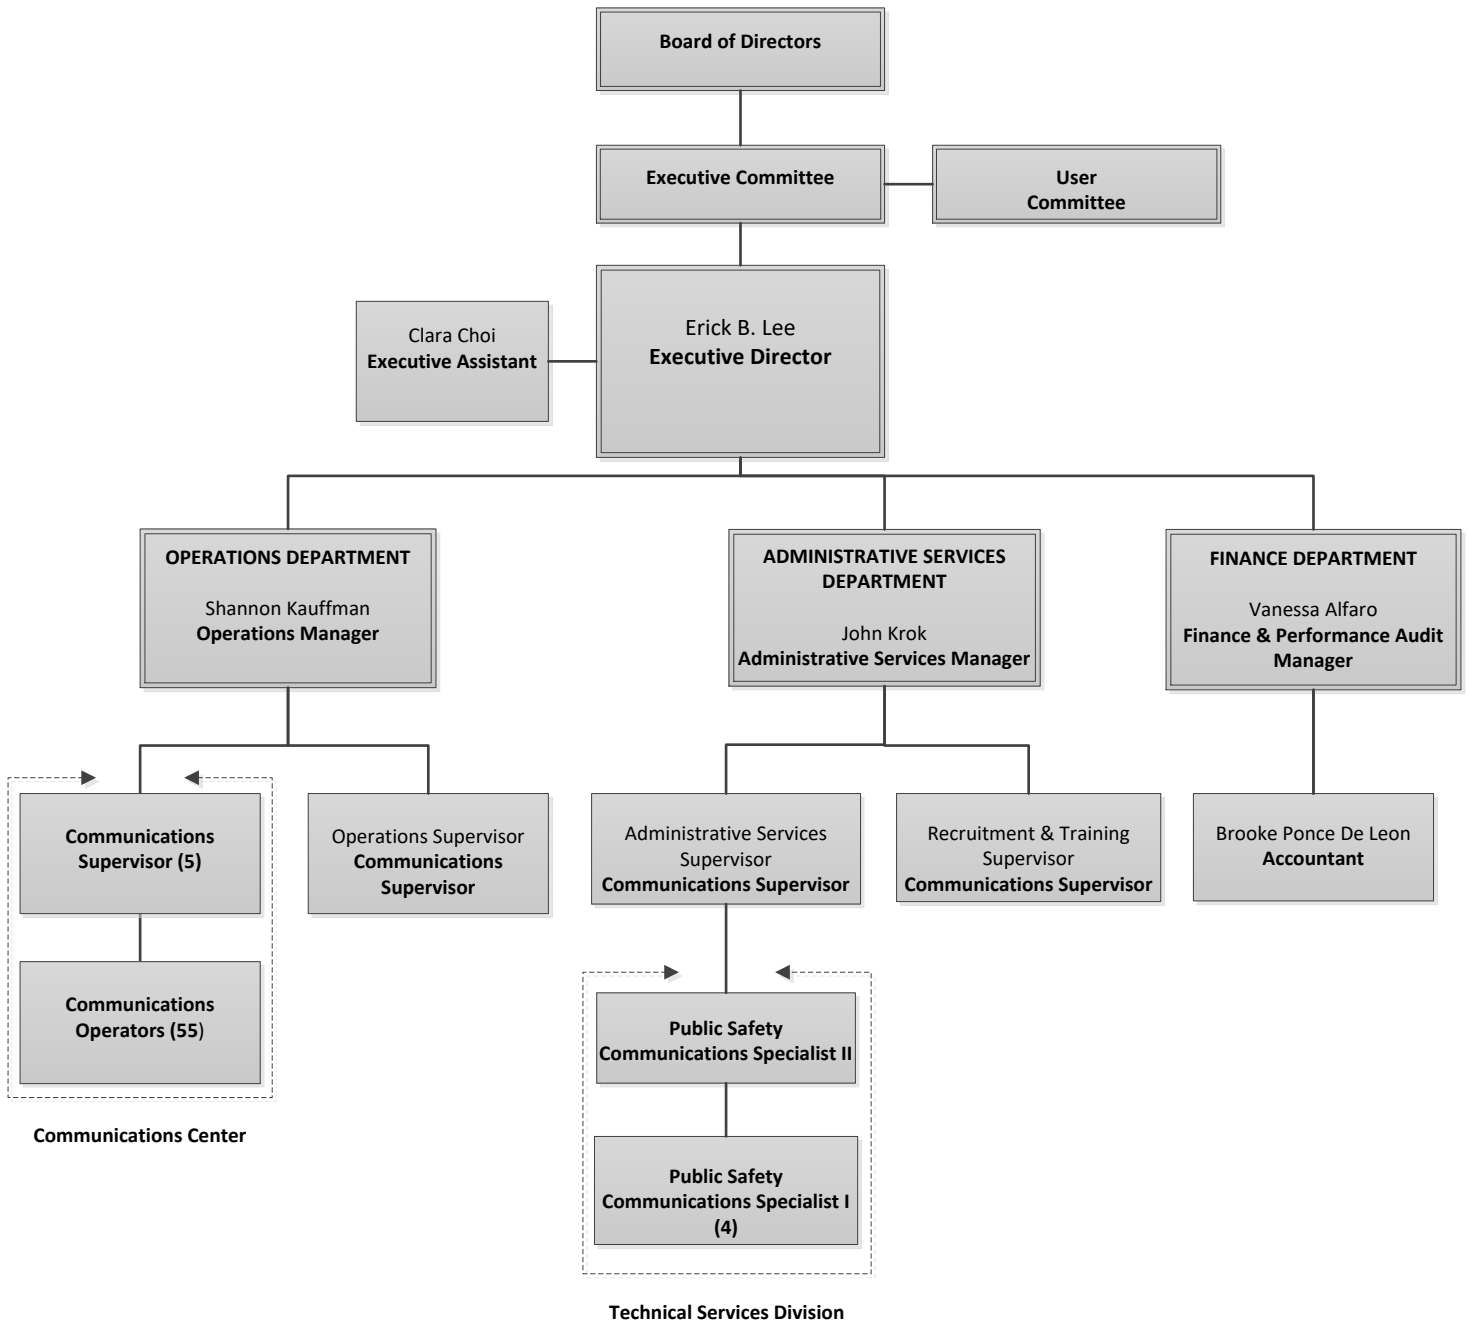 Board of Directors
Executive Committee
User
Committee
Clara Choi
Executive Assistant
Erick B. Lee
Executive Director
OPERATIONS DEPARTMENT
Shannon Kauffman
Operations Manager
ADMINISTRATIVE SERVICES
DEPARTMENT
John Krok
Administrative Services Manager
FINANCE DEPARTMENT
Vanessa Alfaro
Finance & Performance Audit
Manager
Communications
Supervisor (5)
Operations Supervisor
Communications
Supervisor
Administrative Services
Supervisor
Communications Supervisor
Recruitment & Training
Supervisor
Communications Supervisor
Brooke Ponce De Leon
Accountant
Communications
Operators (55)
Communications Center
Public Safety
Communications Specialist II
Public Safety
Communications Specialist I
(4)
Technical Services Division